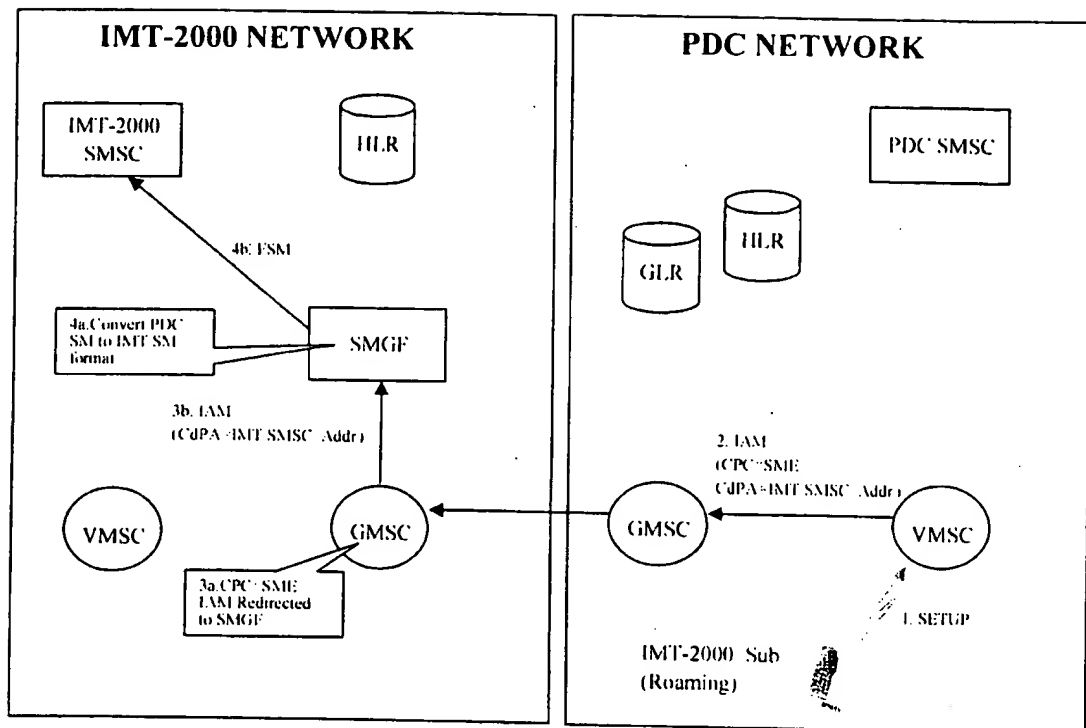 IMT-2000 NETWORK
IMT-2000
SMSC
HLR
4b. FSM
4a.Convert PDC
SM to IMT SM
format
SMGF
3b. IAM
(CdPA=IMT SMSC Addr)
VMSC
GMSC
3a.CPC=SME
IAM Redirected
to SMGF
PDC NETWORK
PDC SMSC
HLR
GLR
2. IAM
(CPC=SME
CdPA=IMT SMSC Addr)
GMSC
VMSC
1. SETUP
IMT-2000 Sub
(Roaming)